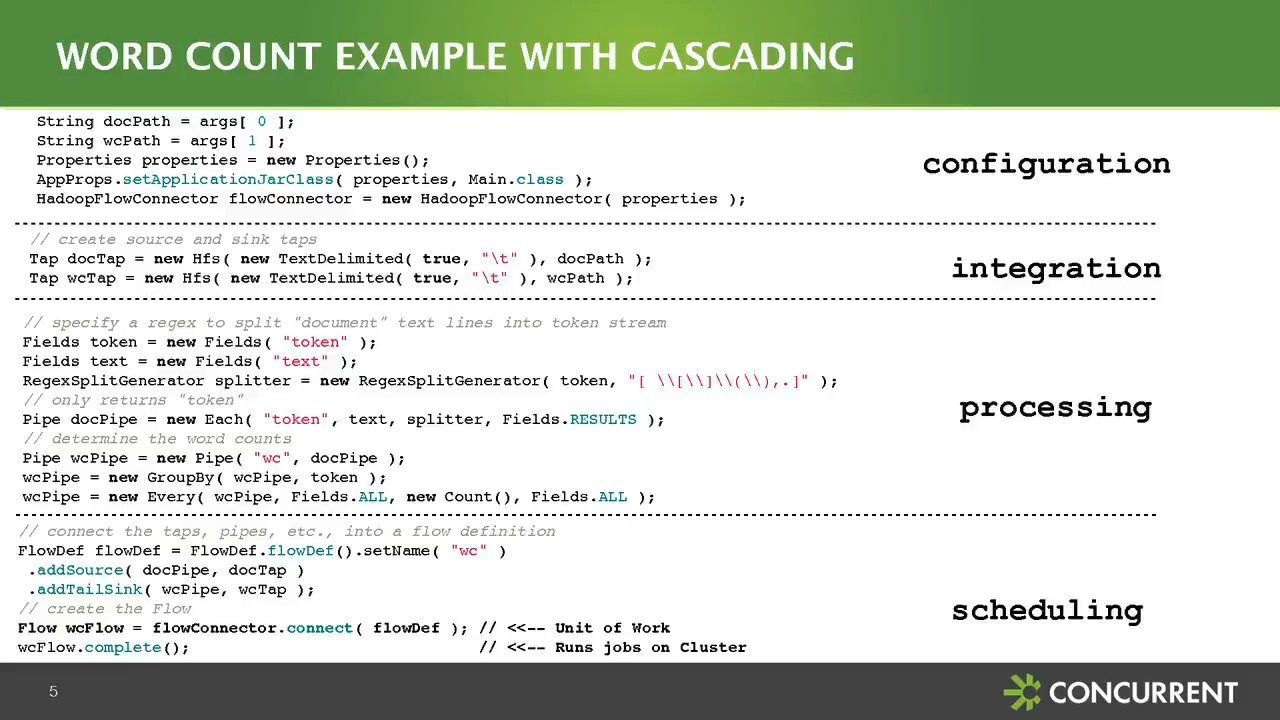 WORD COUNT EXAMPLE WITH CASCADING
String docPath = args[ 0 ];
String wcPath = args[ 1 ];
Properties properties = new Properties();
AppProps.setApplicationJarClass( properties, Main.class );
HadoopFlowConnector flowConnector = new HadoopFlowConnector( properties );
configuration
// create source and sink taps
Tap docTap = new Hfs( new TextDelimited( true, "\t" ), docPath );
Tap wcTap = new Hfs( new TextDelimited( true, "\t" ), wcPath );
integration
// specify a regex to split "document" text lines into token stream
Fields token = new Fields( "token" );
Fields text = new Fields( "text" );
RegexSplitGenerator splitter = new RegexSplitGenerator( token, "[ \\[\\]\\(\\),.]" );
// only returns "token"
Pipe docPipe = new Each( "token", text, splitter, Fields.RESULTS );
// determine the word counts
Pipe wcPipe = new Pipe( "wc", docPipe );
wcPipe = new GroupBy( wcPipe, token );
wcPipe = new Every( wcPipe, Fields.ALL, new Count(), Fields.ALL );
processing
// connect the taps, pipes, etc., into a flow definition
FlowDef flowDef = FlowDef.flowDef().setName( "wc" )
.addSource( docPipe, docTap )
.addTailSink( wcPipe, wcTap );
// create the Flow
Flow wcFlow = flowConnector.connect( flowDef ); // <<-- Unit of Work
wcFlow.complete(); // <<-- Runs jobs on Cluster
scheduling
5
CONCURRENT